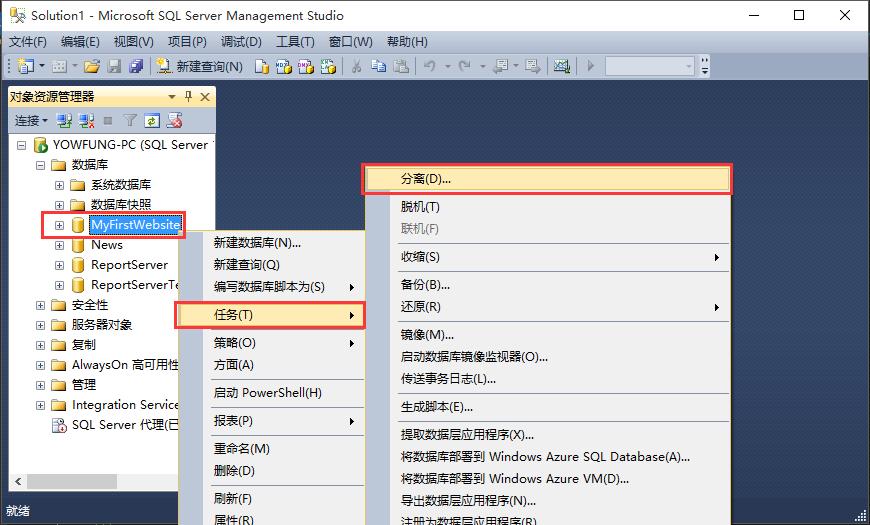 Solution1 - Microsoft SQL Server Management Studio
文件(F) 编辑(E) 视图(V) 项目(P) 调试(D) 工具(T) 窗口(W) 帮助(H)
新建查询(N)
对象资源管理器
连接
YOWFUNG-PC (SQL Server
数据库
系统数据库
数据库快照
MyFirstWebsite
News
ReportServer
ReportServerTe
安全性
服务器对象
复制
AlwaysOn 高可用性
管理
Integration Service
SQL Server 代理(已
新建数据库(N)...
新建查询(Q)
编写数据库脚本为(S)
任务(T)
策略(O)
方面(A)
启动 PowerShell(H)
报表(P)
重命名(M)
删除(D)
刷新(F)
属性(R)
分离(D)...
脱机(T)
联机(F)
收缩(S)
备份(B)...
还原(R)
镜像(M)...
启动数据库镜像监视器(O)...
传送事务日志(L)...
生成脚本(E)...
提取数据层应用程序(X)...
将数据库部署到 Windows Azure SQL Database(A)...
将数据库部署到 Windows Azure VM(D)...
导出数据层应用程序(N)...
注册为数据层应用程序(R)
就绪